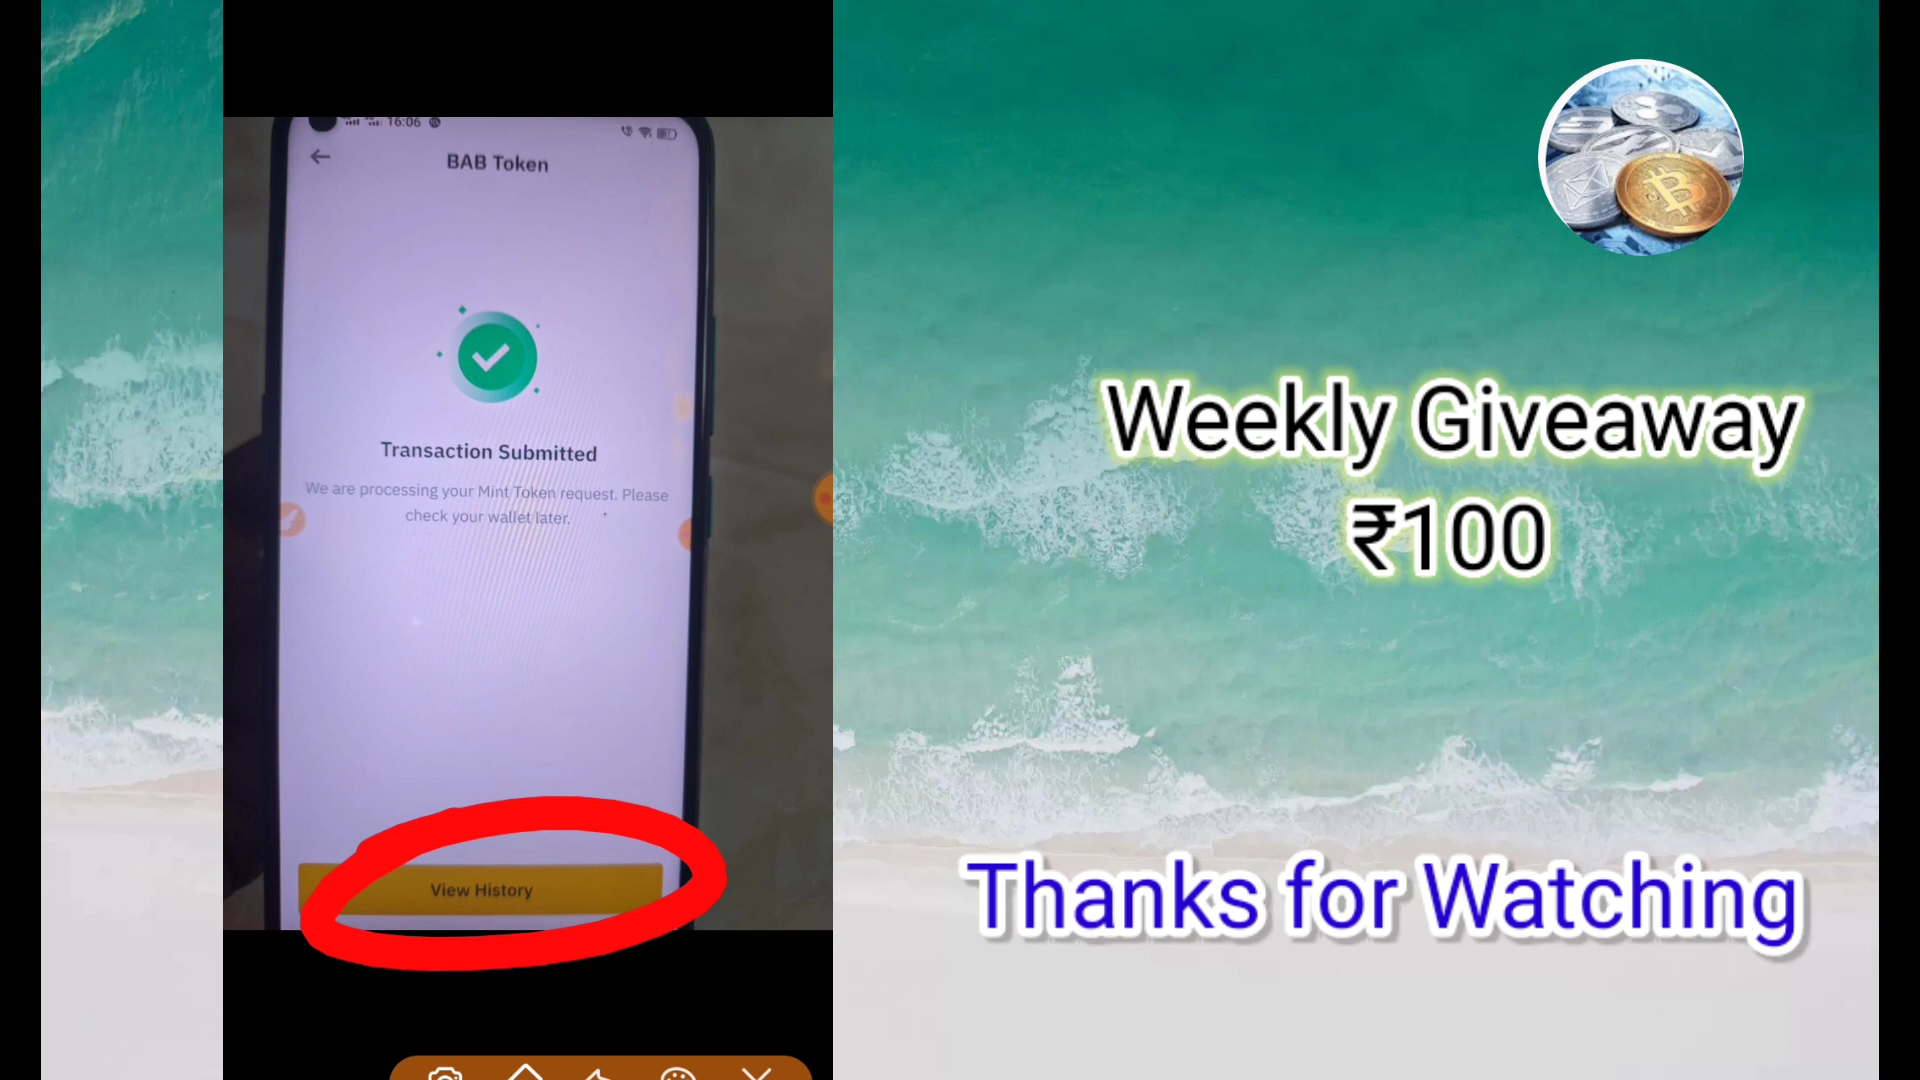 16:06
BAB Token
Transaction Submitted
We are processing your Mint Token request. Please
check your wallet later.
View History
Weekly Giveaway
₹100
Thanks for Watching